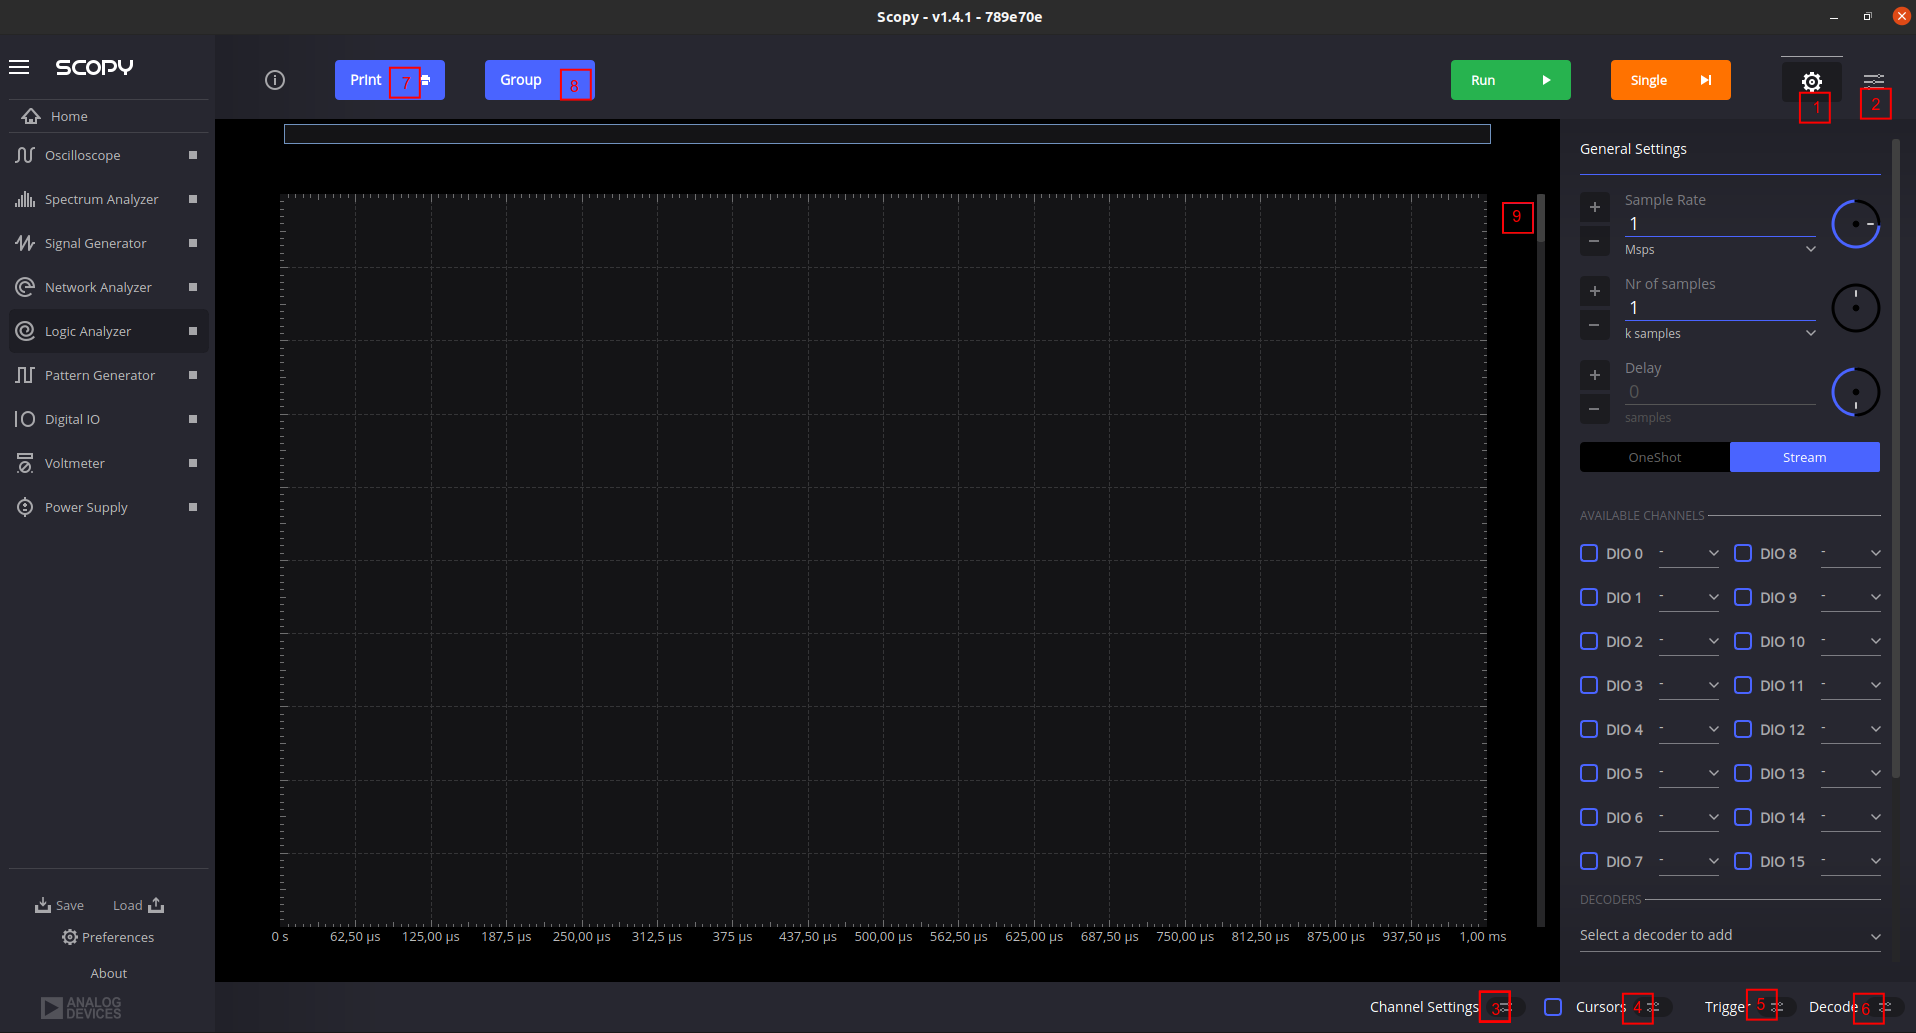 Scopy - v1.4.1 - 789e70e
SCOPY
Home
Oscilloscope
Spectrum Analyzer
Signal Generator
Network Analyzer
Logic Analyzer
Pattern Generator
Digital IO
Voltmeter
Power Supply
Save Load
Preferences
About
ANALOG
DEVICES
Print 7
Group 8
Run
Single
1
2
9
0 s 62,50 µs 125,00 µs 187,5 µs 250,00 µs 312,5 µs 375 µs 437,50 µs 500,00 µs 562,50 µs 625,00 µs 687,50 µs 750,00 µs 812,50 µs 875,00 µs 937,50 µs 1,00 ms
General Settings
+ Sample Rate
1
- Msps
+ Nr of samples
1
- k samples
+ Delay
0
- samples
OneShot Stream
AVAILABLE CHANNELS
DIO 0 - DIO 8 -
DIO 1 - DIO 9 -
DIO 2 - DIO 10 -
DIO 3 - DIO 11 -
DIO 4 - DIO 12 -
DIO 5 - DIO 13 -
DIO 6 - DIO 14 -
DIO 7 - DIO 15 -
DECODERS
Select a decoder to add
Channel Settings 3 Cursors 4 Trigger 5 Decode 6